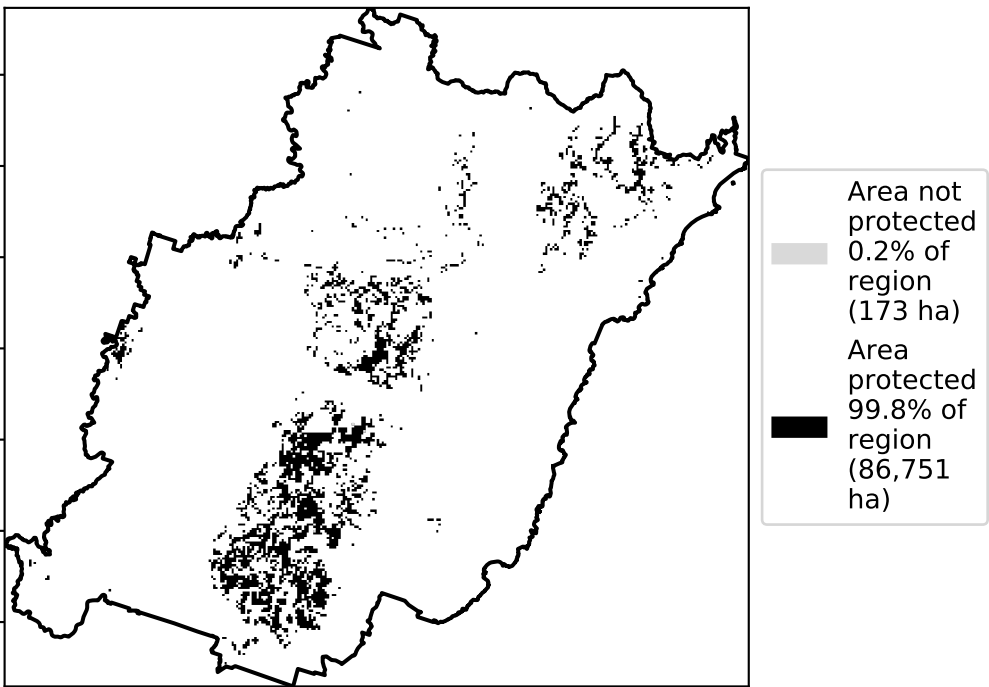 Area not
protected
0.2% of
region
(173 ha)
Area
protected
99.8% of
region
(86,751
ha)